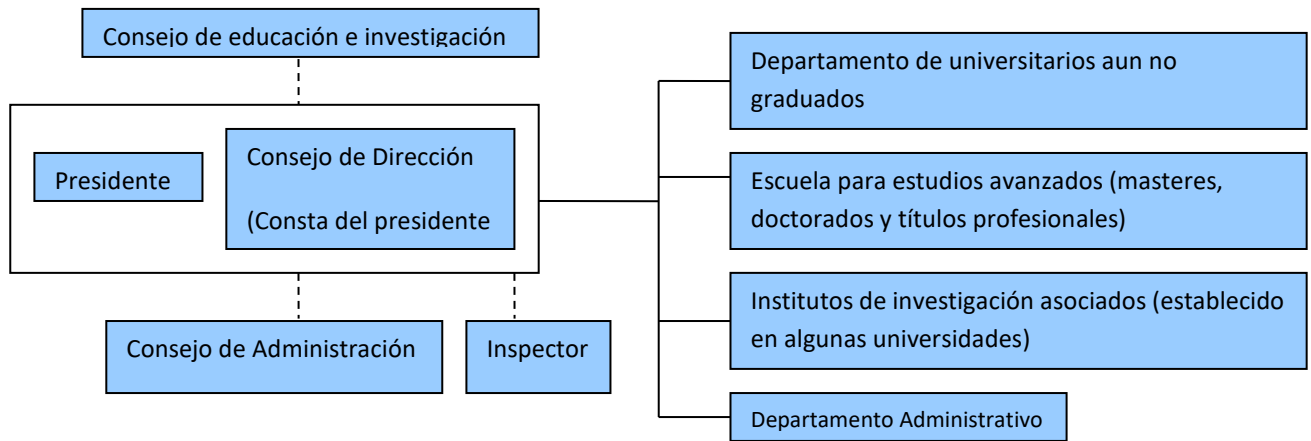 Consejo de educación e investigación
Presidente
Consejo de Dirección
(Consta del presidente
Consejo de Administración
Inspector
Departamento de universitarios aun no
graduados
Escuela para estudios avanzados (masteres,
doctorados y títulos profesionales)
Institutos de investigación asociados (establecido
en algunas universidades)
Departamento Administrativo